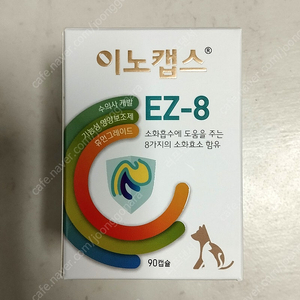 이노캡스®
수의사 개발
기능성 영양보조제
휴먼그레이드
EZ-8
소화흡수에 도움을 주는
8가지의 소화효소 함유
90캡슐